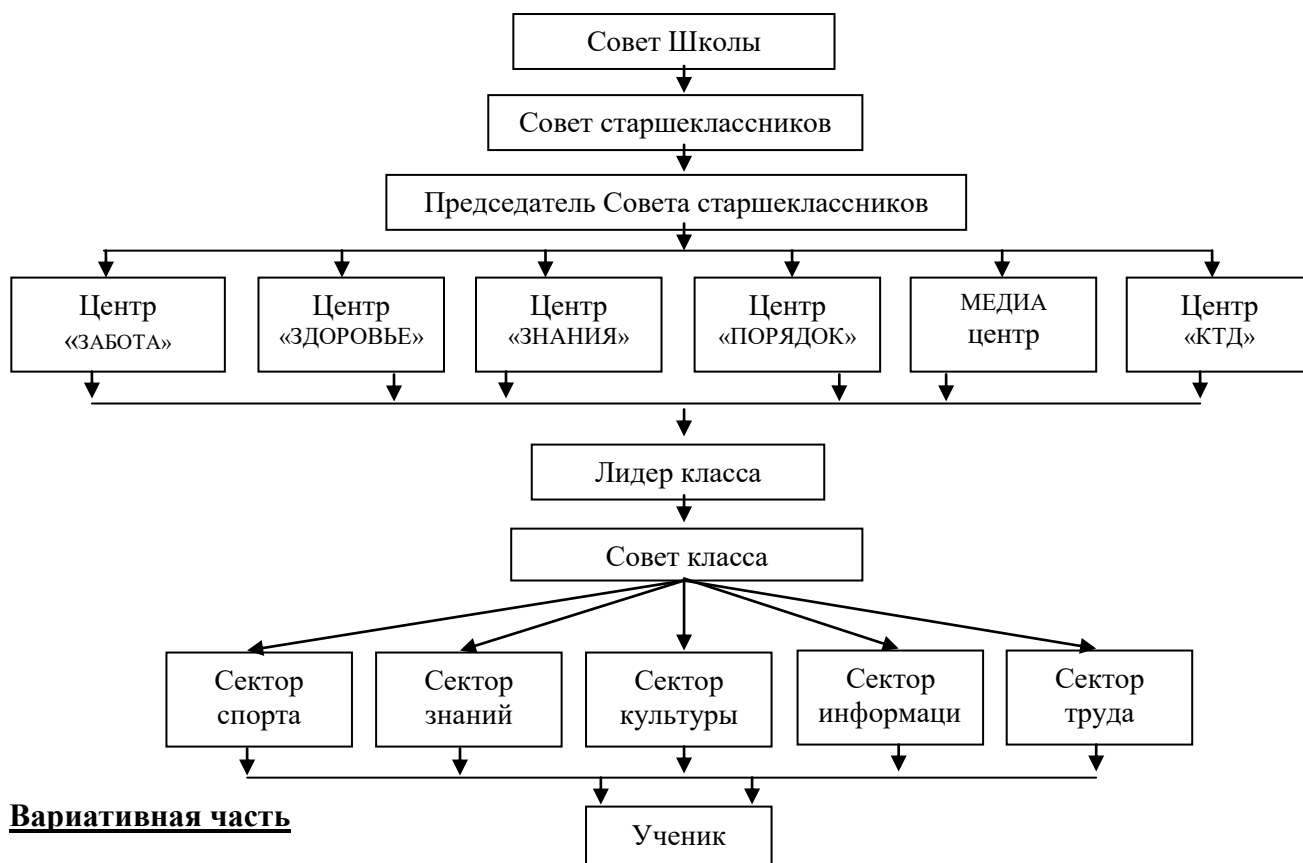 Совет Школы
Совет старшеклассников
Председатель Совета старшеклассников
Центр
«ЗАБОТА»
Центр
«ЗДОРОВЬЕ»
Центр
«ЗНАНИЯ»
Центр
«ПОРЯДОК»
МЕДИА
центр
Центр
«КТД»
Лидер класса
Совет класса
Сектор
спорта
Сектор
знаний
Сектор
культуры
Сектор
информаци
Сектор
труда
Вариативная часть
Ученик